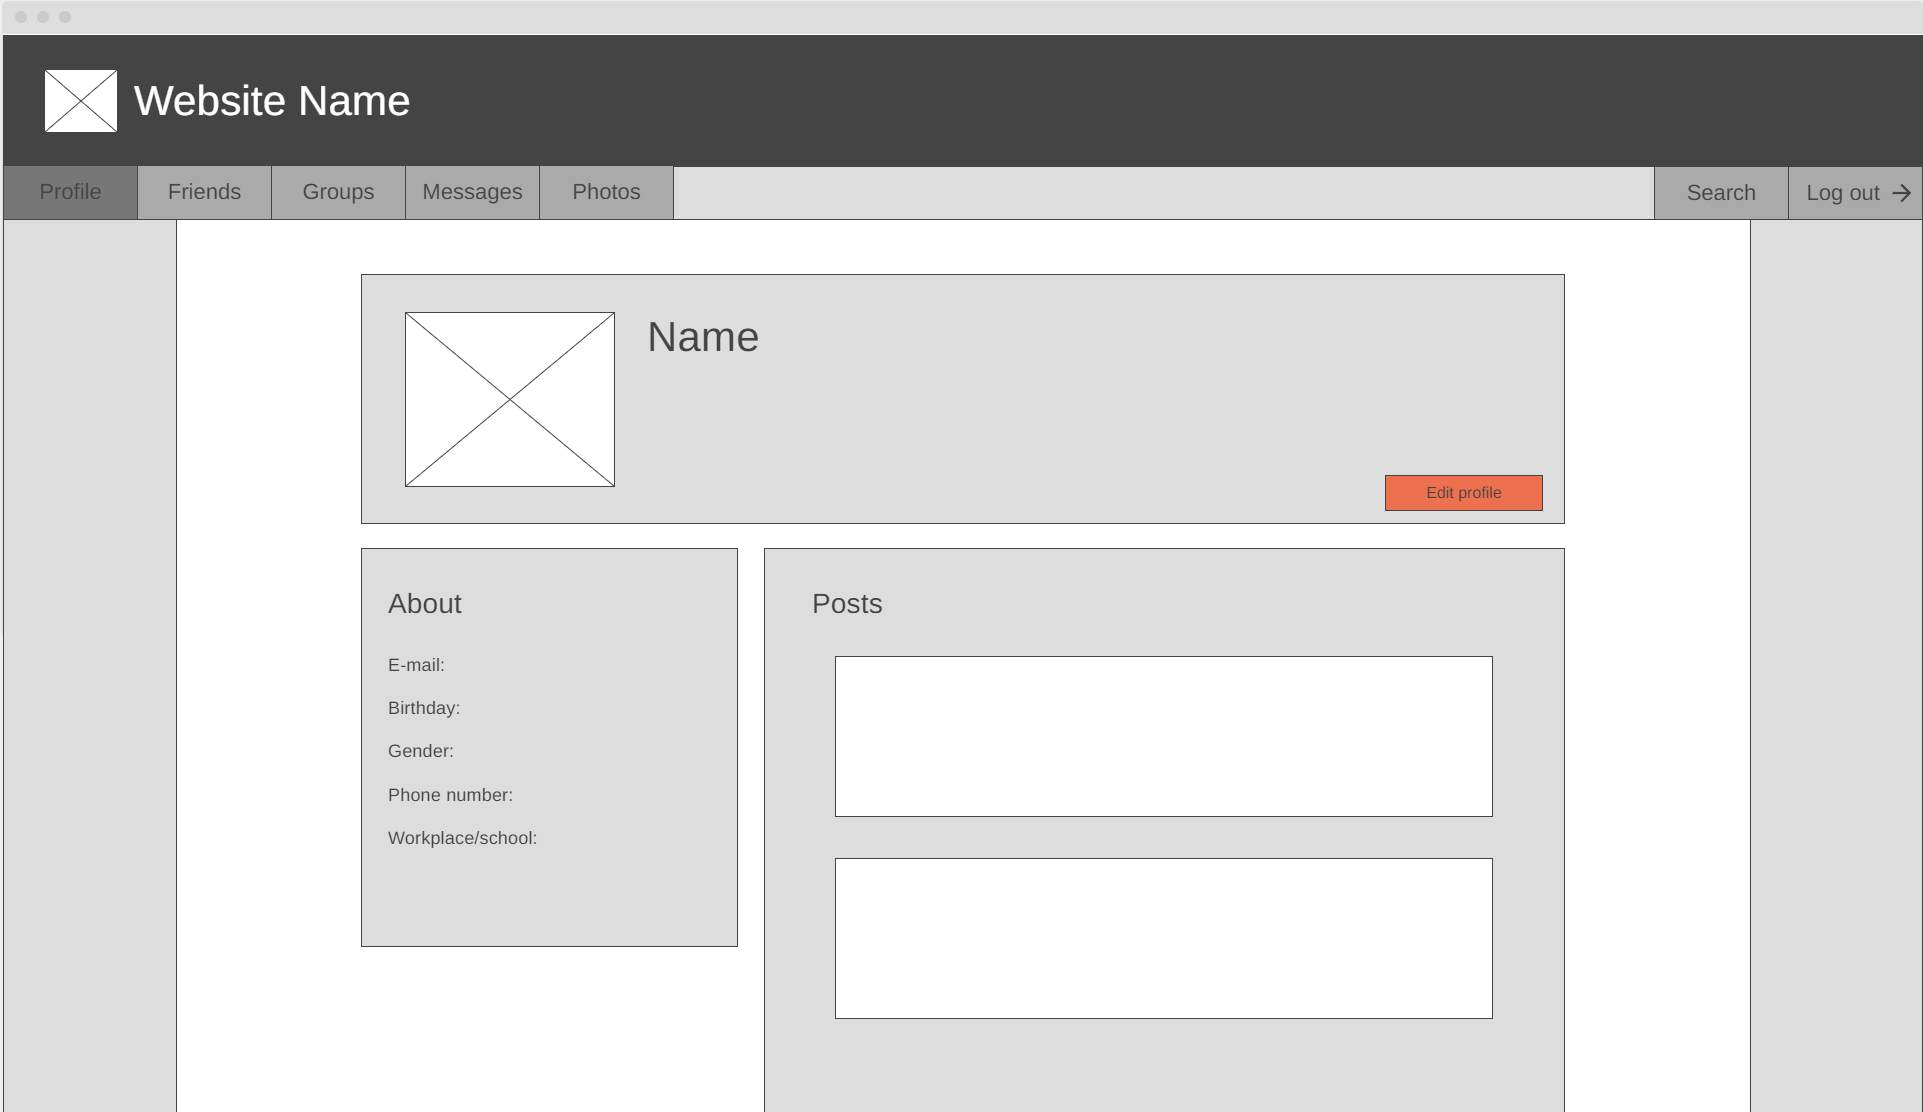 Website Name
Profile Friends Groups Messages Photos Search Log out
Name
Edit profile
About
E-mail:
Birthday:
Gender:
Phone number:
Workplace/school:
Posts